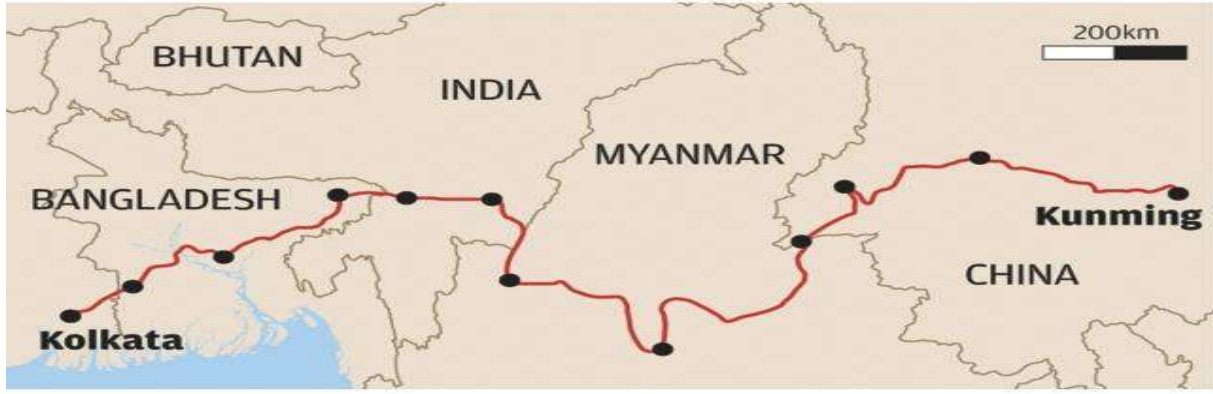 200km
BHUTAN
INDIA
MYANMAR
BANGLADESH
Kunming
CHINA
Kolkata